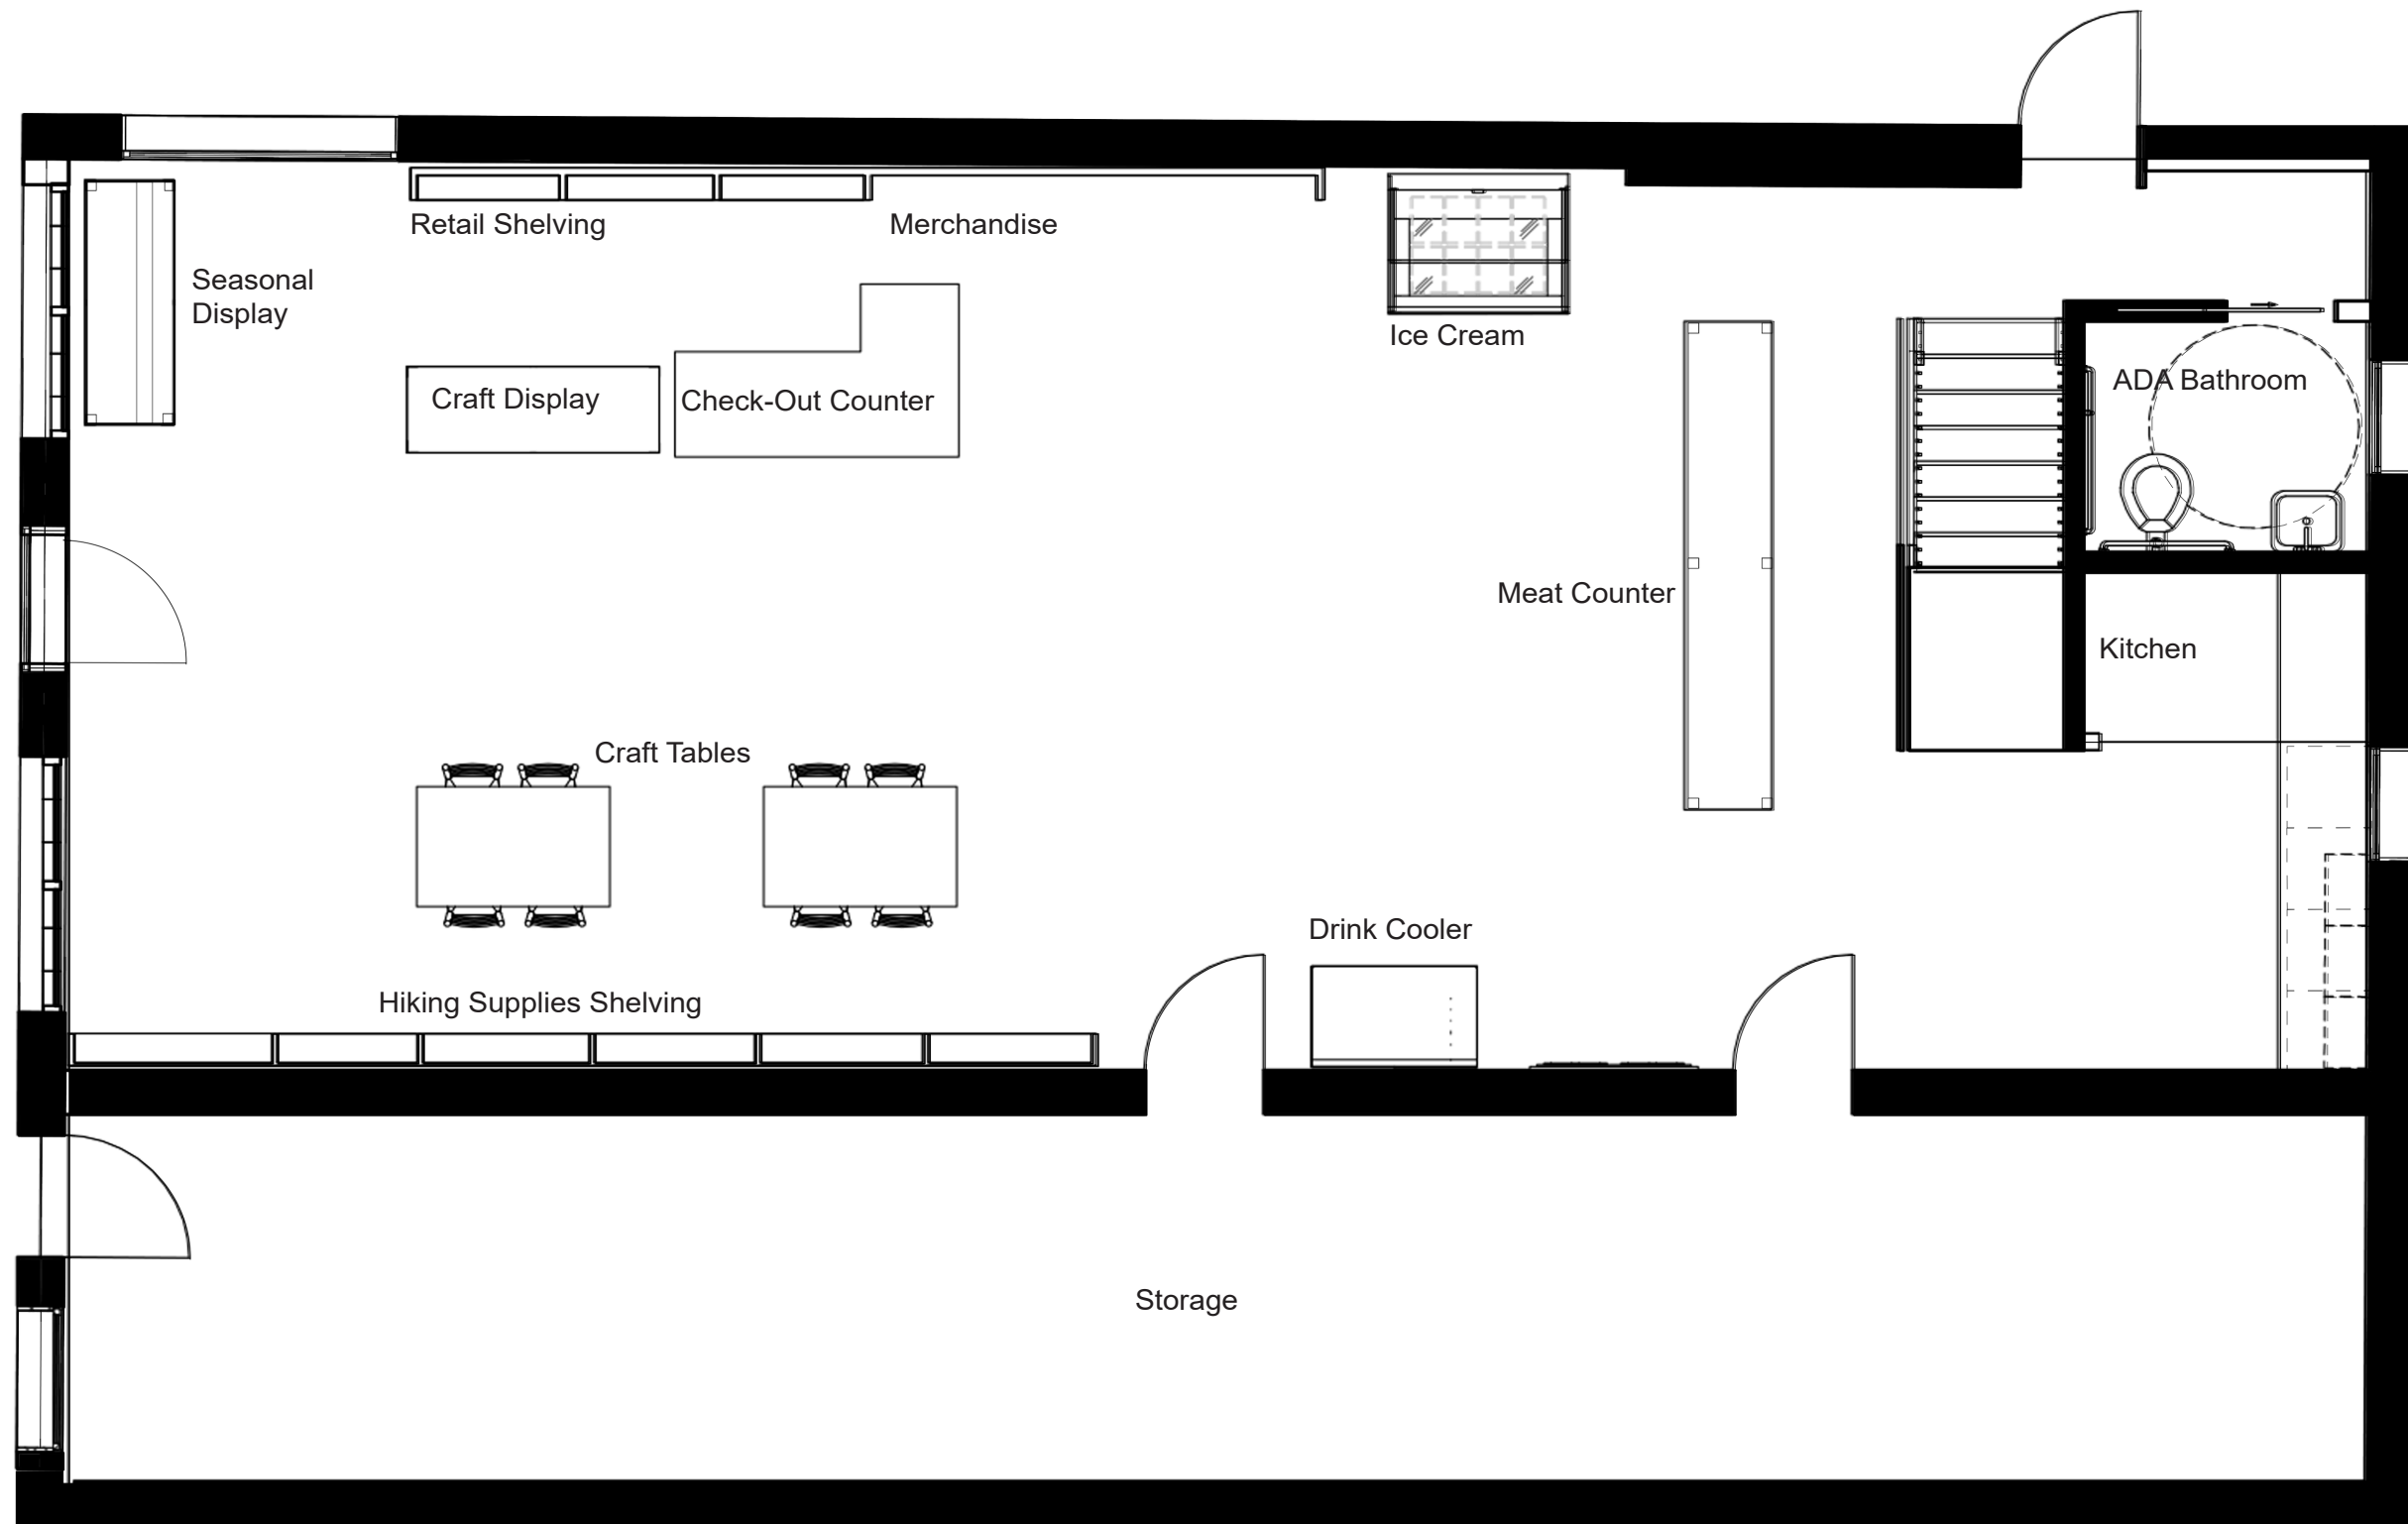 Retail Shelving
Merchandise
Seasonal
Display
Ice Cream
Craft Display
Check-Out Counter
ADA Bathroom
Meat Counter
Kitchen
Craft Tables
Drink Cooler
Hiking Supplies Shelving
Storage